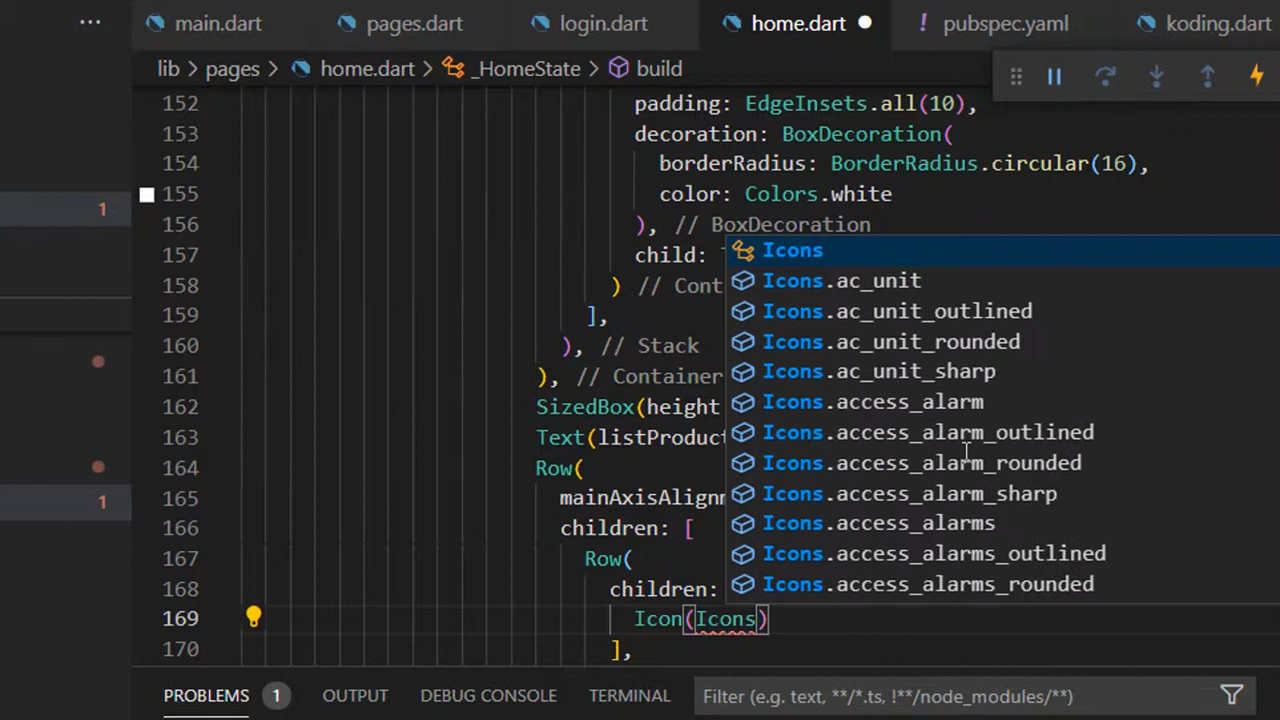 main.dart pages.dart login.dart home.dart pubspec.yaml koding.dart
lib > pages > home.dart > _HomeState > build
152 padding: EdgeInsets.all(10),
153 decoration: BoxDecoration(
154 borderRadius: BorderRadius.circular(16),
1 155 color: Colors.white
156 ), // BoxDecoration
157 child:
Icons
158 ) // Cont
Icons.ac_unit
159 ],
Icons.ac_unit_outlined
160 ), // Stack
Icons.ac_unit_rounded
161 ), // Container
Icons.ac_unit_sharp
162 SizedBox(height
Icons.access_alarm
163 Text(listProduct
Icons.access_alarm_outlined
164 Row(
Icons.access_alarm_rounded
1 165 mainAxisAlignm
Icons.access_alarm_sharp
166 children: [
Icons.access_alarms
167 Row(
Icons.access_alarms_outlined
168 children:
Icons.access_alarms_rounded
169 Icon(Icons)
170 ],
PROBLEMS 1 OUTPUT DEBUG CONSOLE TERMINAL Filter (e.g. text, **/*.ts, !**/node_modules/**)